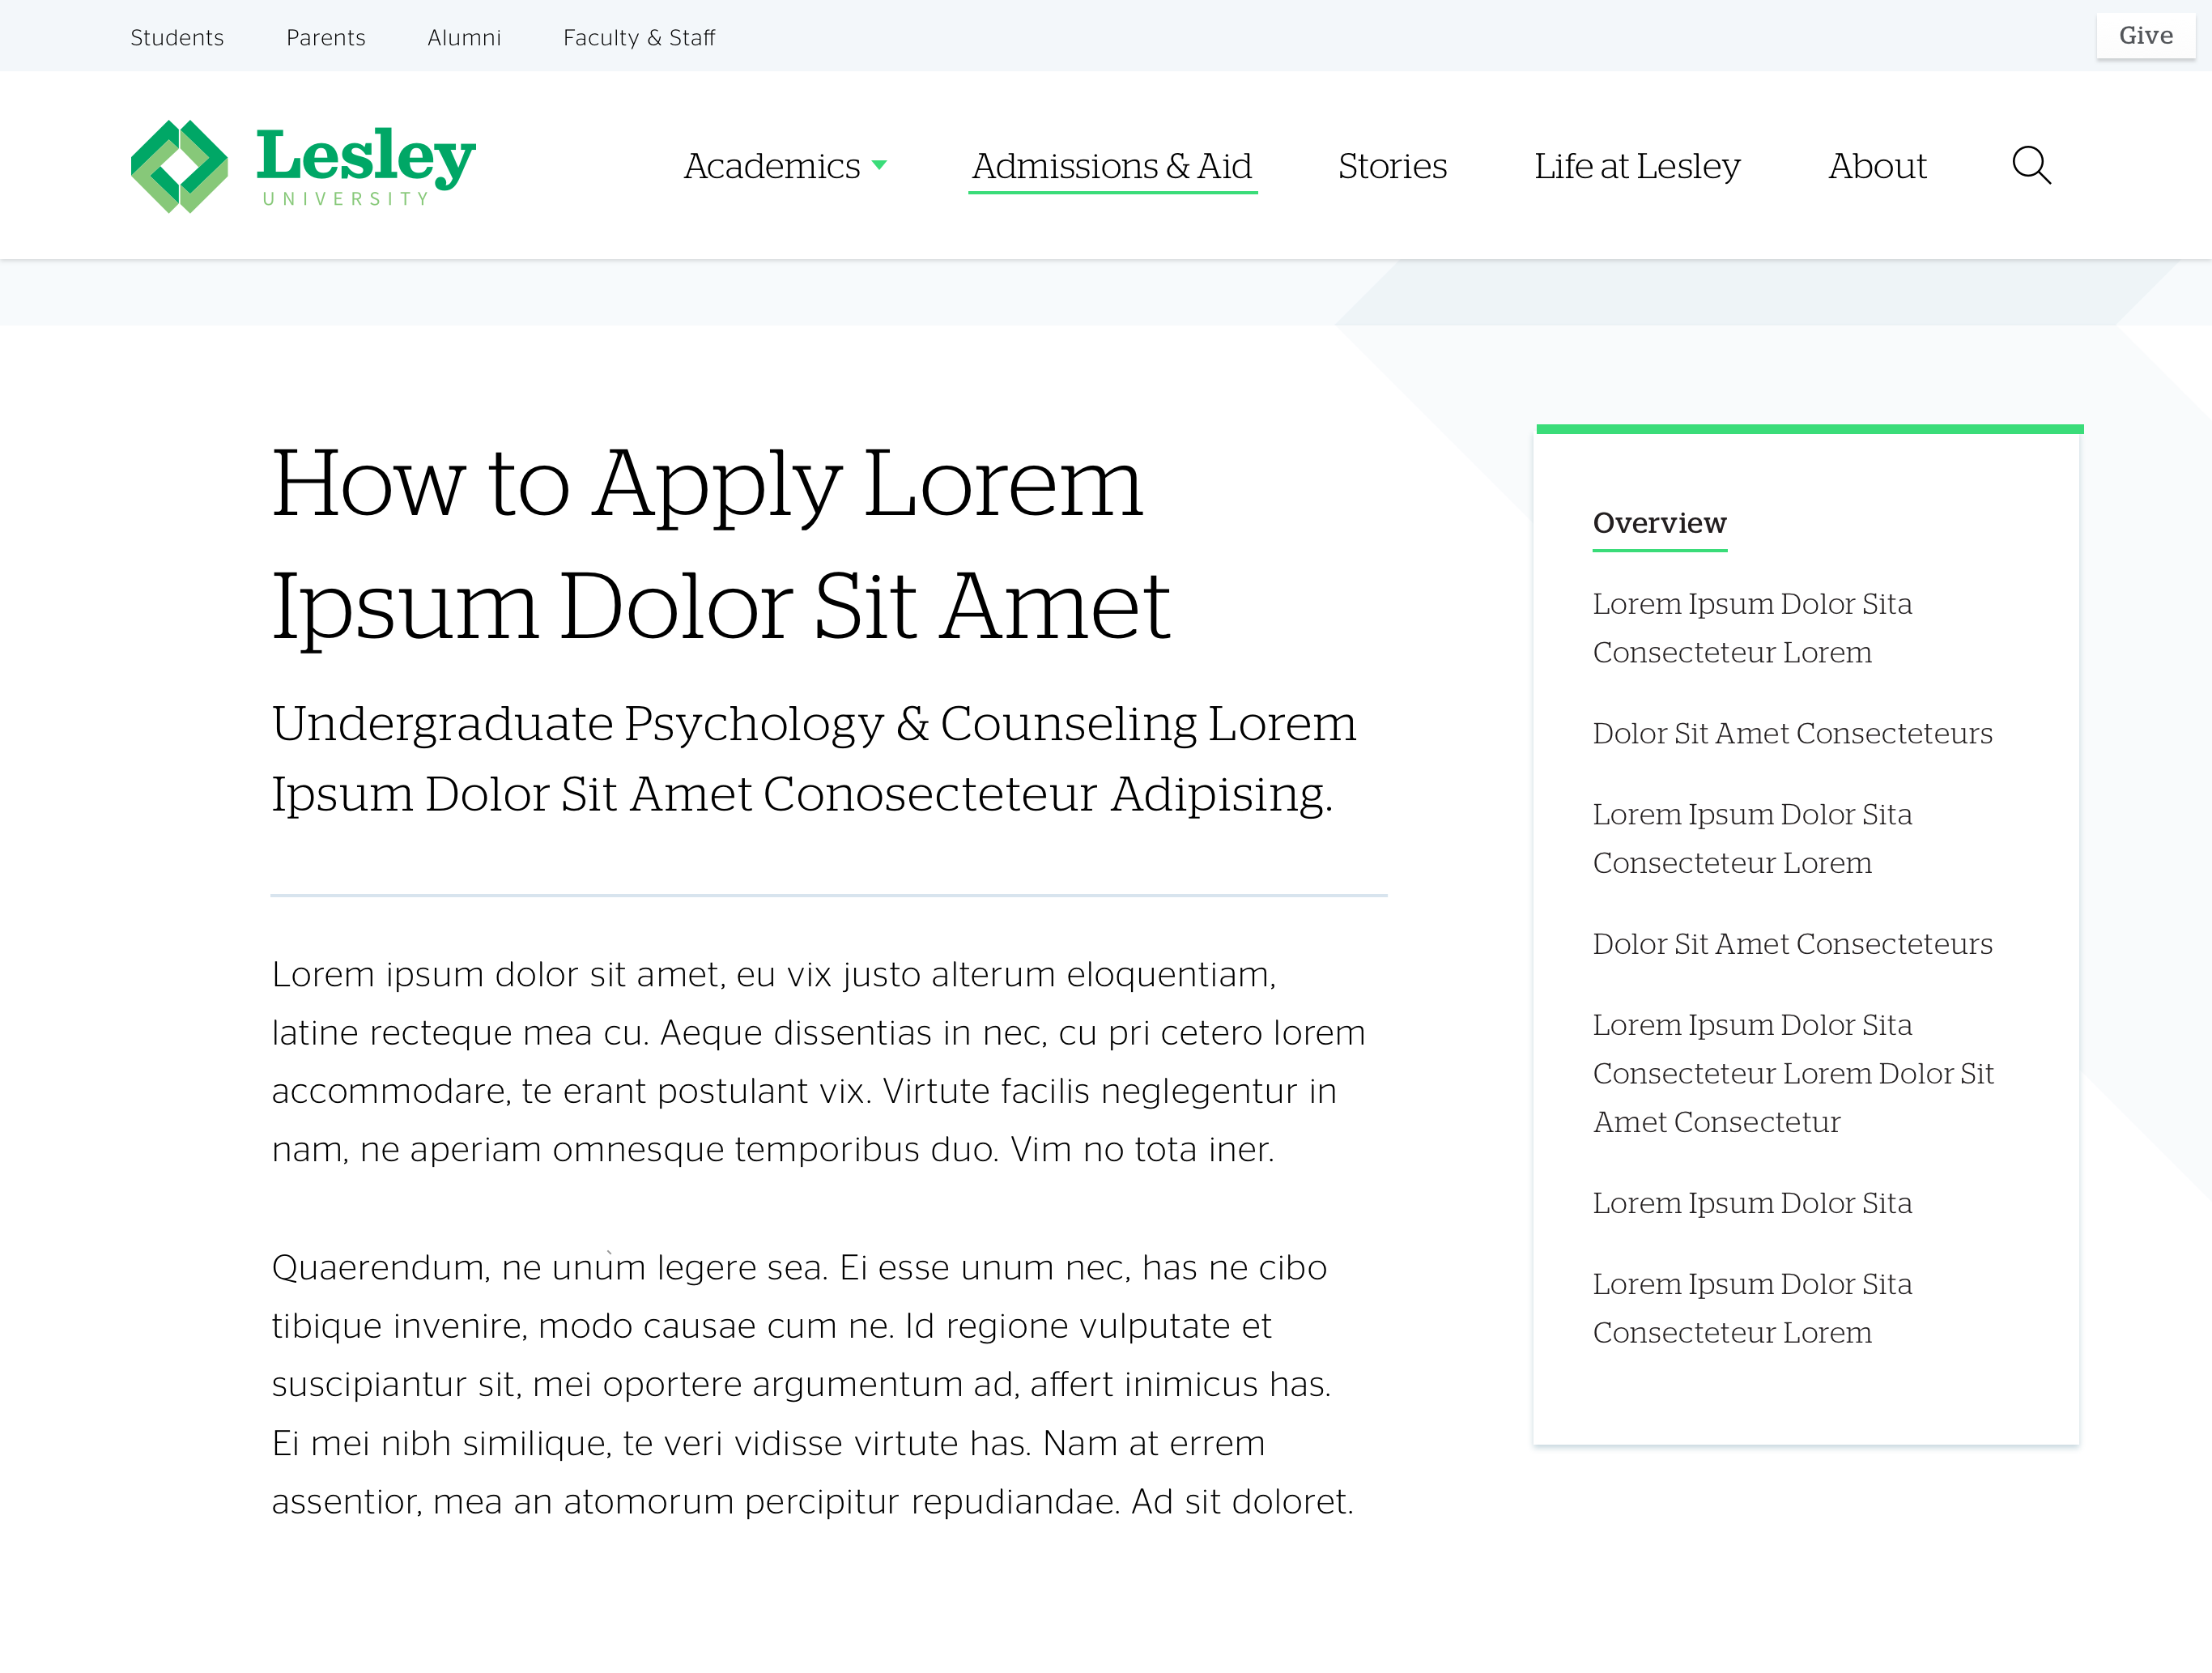 Students Parents Alumni Faculty & Staff Give
Lesley
UNIVERSITY
Academics Admissions & Aid Stories Life at Lesley About
How to Apply Lorem
Ipsum Dolor Sit Amet
Undergraduate Psychology & Counseling Lorem
Ipsum Dolor Sit Amet Conosecteteur Adipising.
Lorem ipsum dolor sit amet, eu vix justo alterum eloquentiam,
latine recteque mea cu. Aeque dissentias in nec, cu pri cetero lorem
accommodare, te erant postulant vix. Virtute facilis neglegentur in
nam, ne aperiam omnesque temporibus duo. Vim no tota iner.
Quaerendum, ne unùm legere sea. Ei esse unum nec, has ne cibo
tibique invenire, modo causae cum ne. Id regione vulputate et
suscipiantur sit, mei oportere argumentum ad, affert inimicus has.
Ei mei nibh similique, te veri vidisse virtute has. Nam at errem
assentior, mea an atomorum percipitur repudiandae. Ad sit doloret.
Overview
Lorem Ipsum Dolor Sita
Consecteteur Lorem
Dolor Sit Amet Consecteteurs
Lorem Ipsum Dolor Sita
Consecteteur Lorem
Dolor Sit Amet Consecteteurs
Lorem Ipsum Dolor Sita
Consecteteur Lorem Dolor Sit
Amet Consectetur
Lorem Ipsum Dolor Sita
Lorem Ipsum Dolor Sita
Consecteteur Lorem